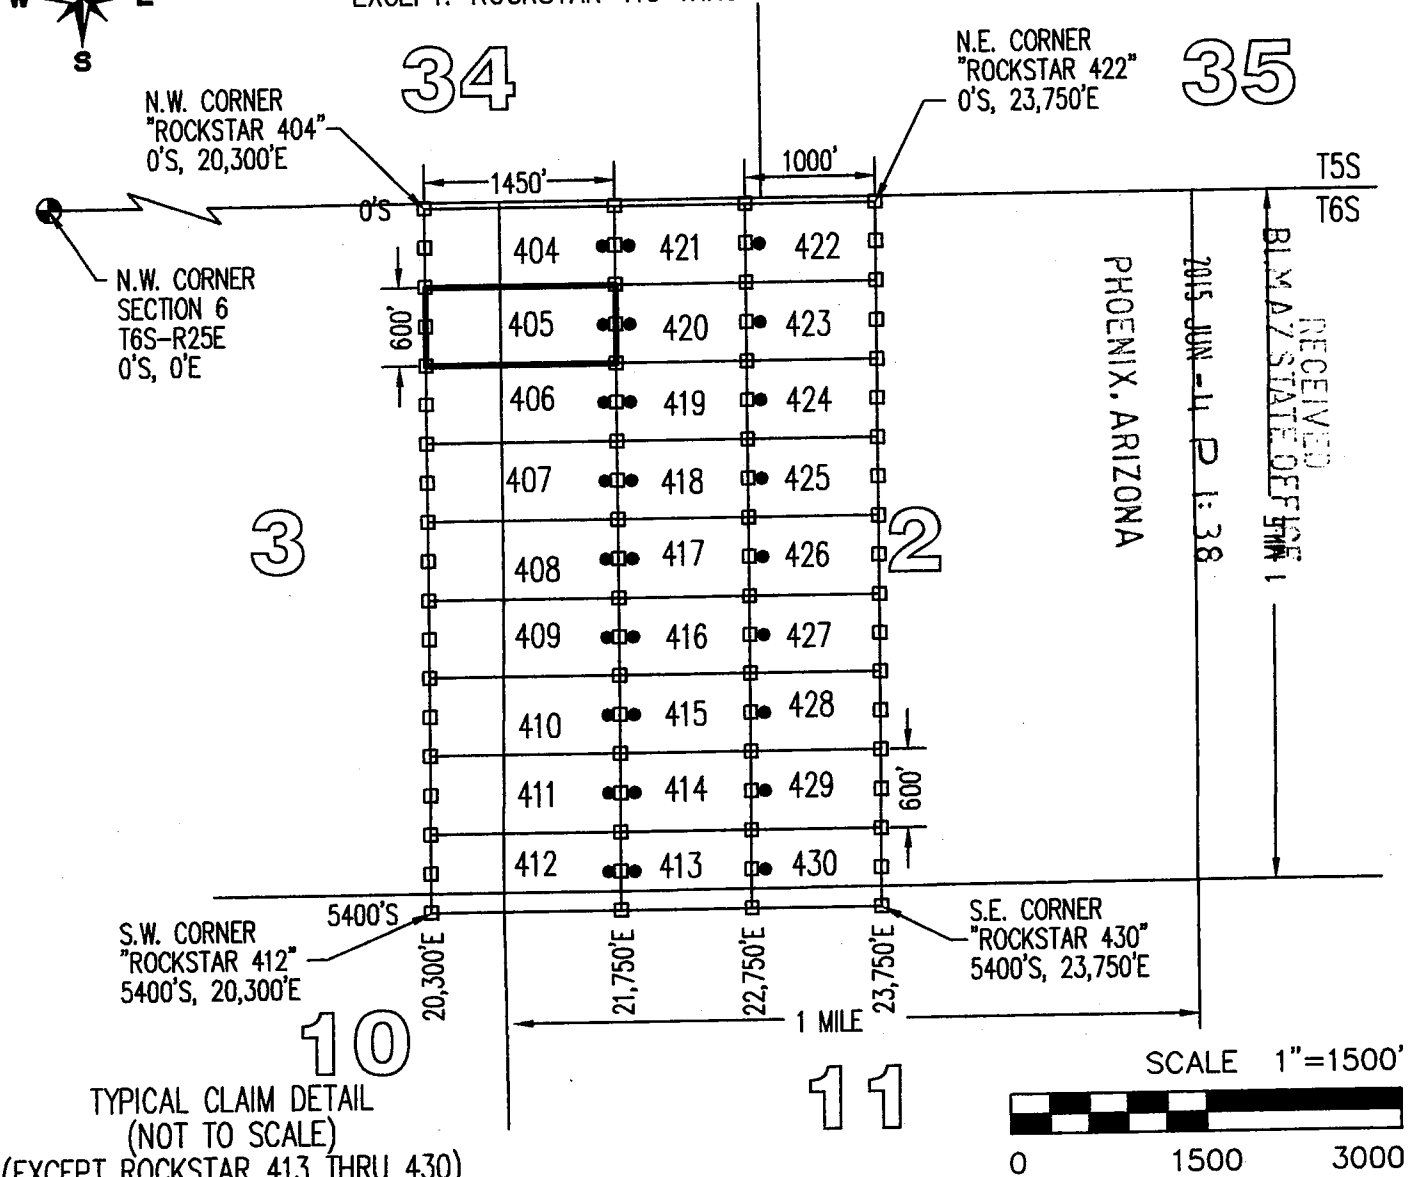 W
E
S
34
35
N.W. CORNER
"ROCKSTAR 404"
0'S, 20,300'E
N.E. CORNER
"ROCKSTAR 422"
0'S, 23,750'E
1450'
1000'
T5S
T6S
0'S
N.W. CORNER
SECTION 6
T6S-R25E
0'S, 0'E
600'
404 421 422
405 420 423
406 419 424
407 418 425
408 417 426
409 416 427
410 415 428
411 414 429
412 413 430
3
2
600'
RECEIVED
BLM AZ STATE OFFICE
2015 JUN -4 P 1:38
PHOENIX, ARIZONA
5400'S
S.W. CORNER
"ROCKSTAR 412"
5400'S, 20,300'E
20,300'E
21,750'E
22,750'E
23,750'E
S.E. CORNER
"ROCKSTAR 430"
5400'S, 23,750'E
1 MILE
10
11
TYPICAL CLAIM DETAIL
(NOT TO SCALE)
(EXCEPT ROCKSTAR 413 THRU 430)
SCALE 1"=1500'
0 1500 3000